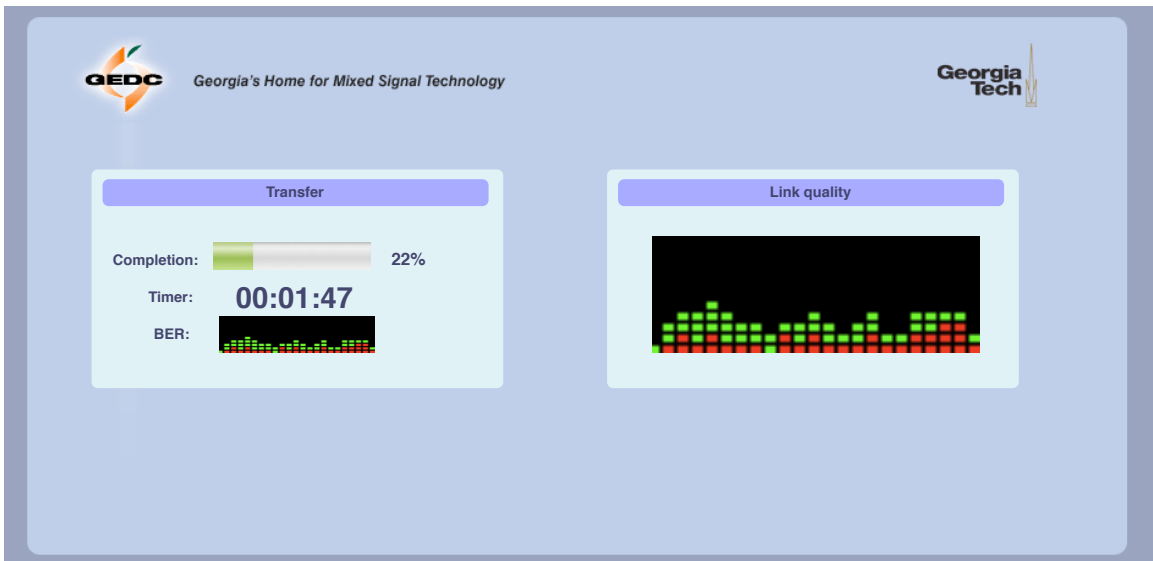 GEDC
Georgia's Home for Mixed Signal Technology
Georgia
Tech
Transfer
Completion:
22%
Timer:
00:01:47
BER:
Link quality